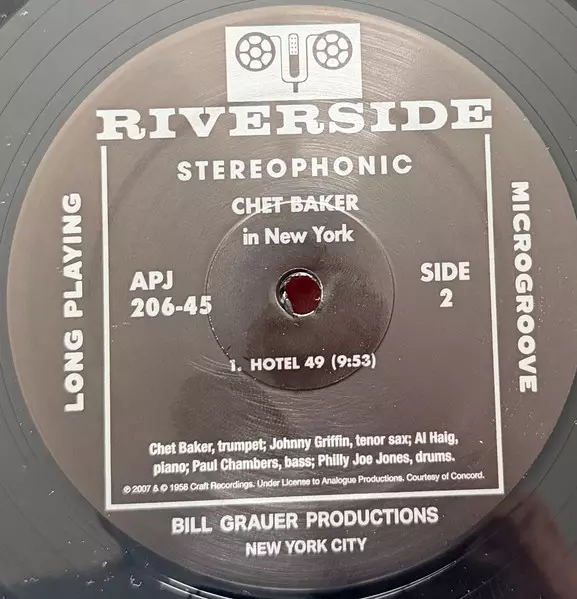 RIVERSIDE
STEREOPHONIC
CHET BAKER
in New York
LONG PLAYING
MICROGROOVE
APJ
206-45
SIDE
2
1. HOTEL 49 (9:53)
Chet Baker, trumpet; Johnny Griffin, tenor sax; Al Haig,
piano; Paul Chambers, bass; Philly Joe Jones, drums.
℗ 2007 & © 1958 Craft Recordings. Under License to Analogue Productions. Courtesy of Concord.
BILL GRAUER PRODUCTIONS
NEW YORK CITY